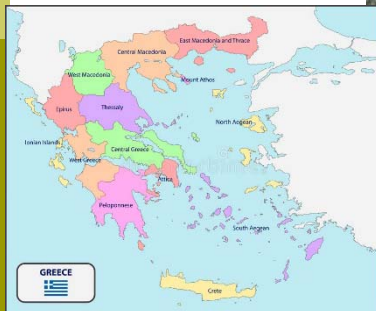 East Macedonia and Thrace
Central Macedonia
West Macedonia
Mount Athos
Epirus
Thessaly
North Aegean
Ionian Islands
Central Greece
West Greece
Attica
Peloponnese
South Aegean
GREECE
Crete